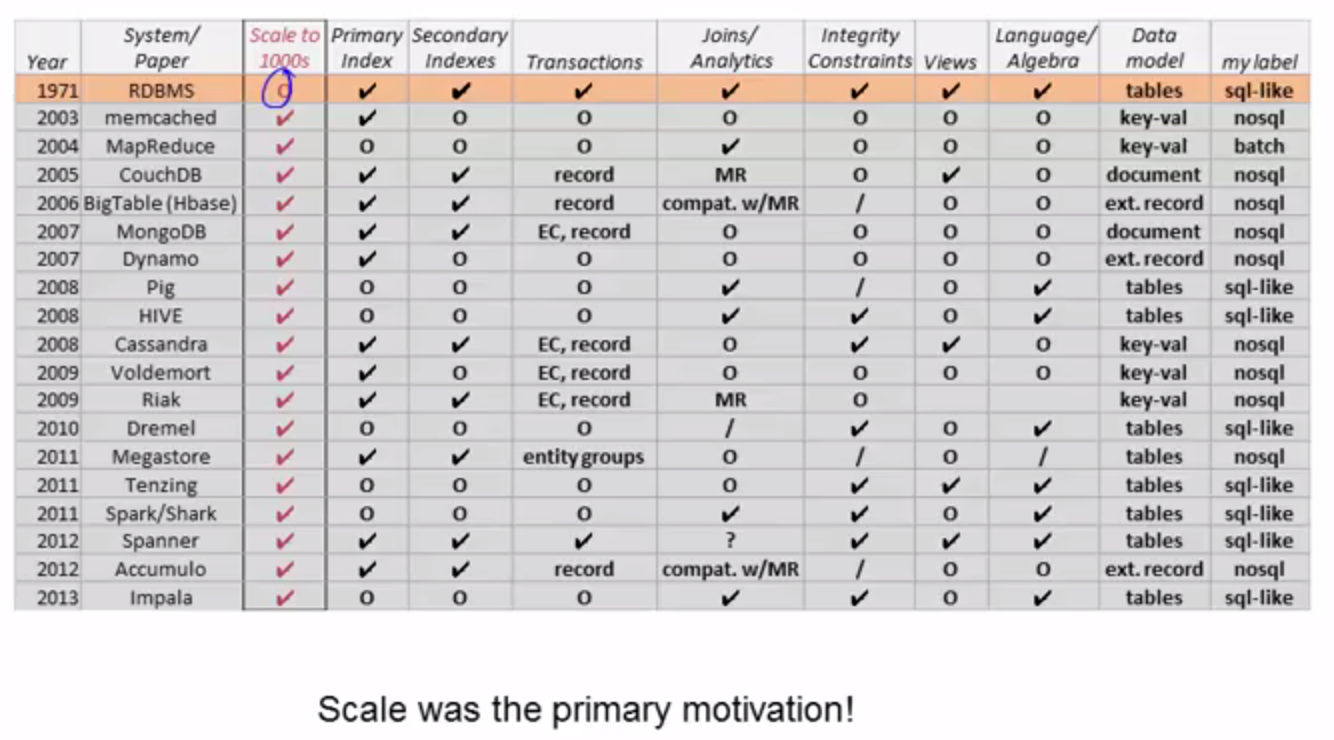 Year System/ Paper Scale to 1000s Primary Index Secondary Indexes Transactions Joins/ Analytics Integrity Constraints Views Language/ Algebra Data model my label
1971 RDBMS O ✔ ✔ ✔ ✔ ✔ ✔ ✔ tables sql-like
2003 memcached ✔ ✔ O O O O O O key-val nosql
2004 MapReduce ✔ O O O ✔ O O O key-val batch
2005 CouchDB ✔ ✔ ✔ record MR O ✔ O document nosql
2006 BigTable (Hbase) ✔ ✔ ✔ record compat. w/MR / O O ext. record nosql
2007 MongoDB ✔ ✔ ✔ EC, record O O O O document nosql
2007 Dynamo ✔ ✔ O O O O O O ext. record nosql
2008 Pig ✔ O O O ✔ / O ✔ tables sql-like
2008 HIVE ✔ O O O ✔ ✔ O ✔ tables sql-like
2008 Cassandra ✔ ✔ ✔ EC, record O ✔ ✔ O key-val nosql
2009 Voldemort ✔ ✔ O EC, record O O O O key-val nosql
2009 Riak ✔ ✔ ✔ EC, record MR O key-val nosql
2010 Dremel ✔ O O O / ✔ O ✔ tables sql-like
2011 Megastore ✔ ✔ ✔ entity groups O / O / tables nosql
2011 Tenzing ✔ O O O O ✔ ✔ ✔ tables sql-like
2011 Spark/Shark ✔ O O O ✔ ✔ O ✔ tables sql-like
2012 Spanner ✔ ✔ ✔ ✔ ? ✔ ✔ ✔ tables sql-like
2012 Accumulo ✔ ✔ ✔ record compat. w/MR / O O ext. record nosql
2013 Impala ✔ O O O ✔ ✔ O ✔ tables sql-like
Scale was the primary motivation!